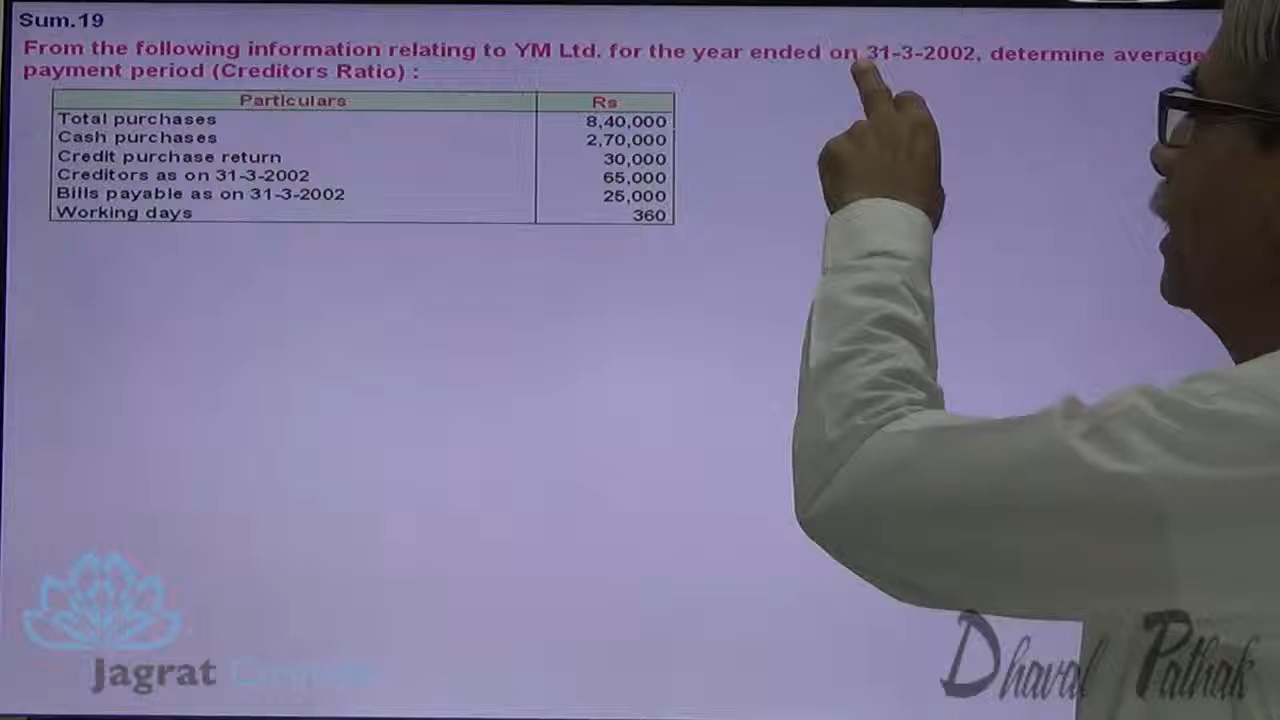 Sum.19
From the following information relating to YM Ltd. for the year ended on 31-3-2002, determine average
payment period (Creditors Ratio) :
Particulars Rs
Total purchases 8,40,000
Cash purchases 2,70,000
Credit purchase return 30,000
Creditors as on 31-3-2002 65,000
Bills payable as on 31-3-2002 25,000
Working days 360
Jagrat
Dhaval Pathak